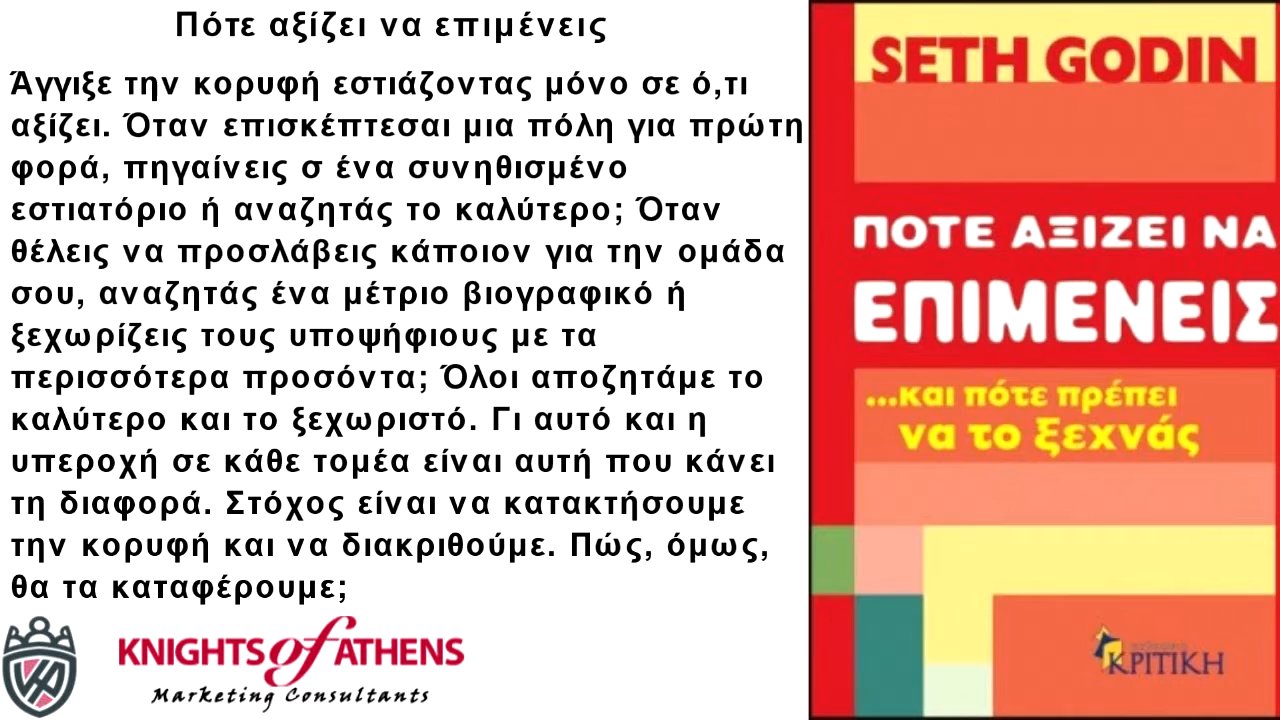 Πότε αξίζει να επιμένεις
Άγγιξε την κορυφή εστιάζοντας μόνο σε ό,τι
αξίζει. Όταν επισκέπτεσαι μια πόλη για πρώτη
φορά, πηγαίνεις σ ένα συνηθισμένο
εστιατόριο ή αναζητάς το καλύτερο; Όταν
θέλεις να προσλάβεις κάποιον για την ομάδα
σου, αναζητάς ένα μέτριο βιογραφικό ή
ξεχωρίζεις τους υποψήφιους με τα
περισσότερα προσόντα; Όλοι αποζητάμε το
καλύτερο και το ξεχωριστό. Γι αυτό και η
υπεροχή σε κάθε τομέα είναι αυτή που κάνει
τη διαφορά. Στόχος είναι να κατακτήσουμε
την κορυφή και να διακριθούμε. Πώς, όμως,
θα τα καταφέρουμε;
KNIGHTS of ATHENS
Marketing Consultants
SETH GODIN
ΠΟΤΕ ΑΞΙΖΕΙ ΝΑ
ΕΠΙΜΕΝΕΙΣ
...και πότε πρέπει
να το ξεχνάς
ΚΡΙΤΙΚΗ